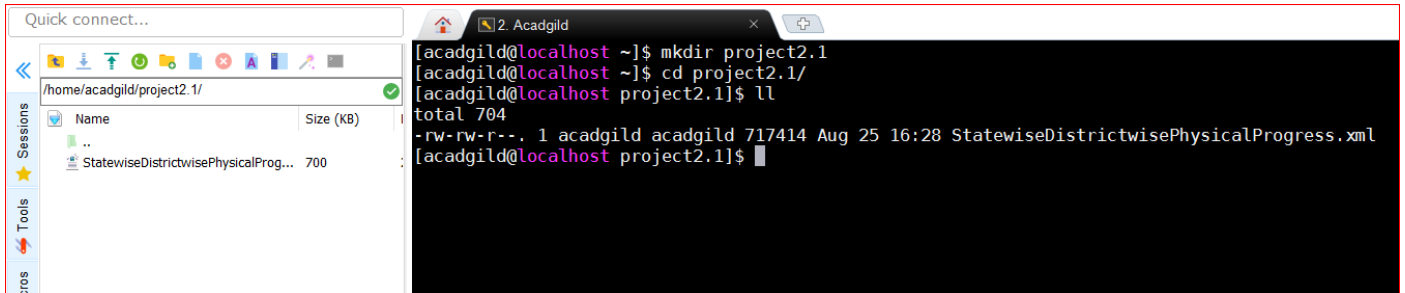 Quick connect...
2. Acadgild
/home/acadgild/project2.1/
Name Size (KB)
..
StatewiseDistrictwisePhysicalProg... 700
Sessions
Tools
[acadgild@localhost ~]$ mkdir project2.1
[acadgild@localhost ~]$ cd project2.1/
[acadgild@localhost project2.1]$ ll
total 704
-rw-rw-r--. 1 acadgild acadgild 717414 Aug 25 16:28 StatewiseDistrictwisePhysicalProgress.xml
[acadgild@localhost project2.1]$